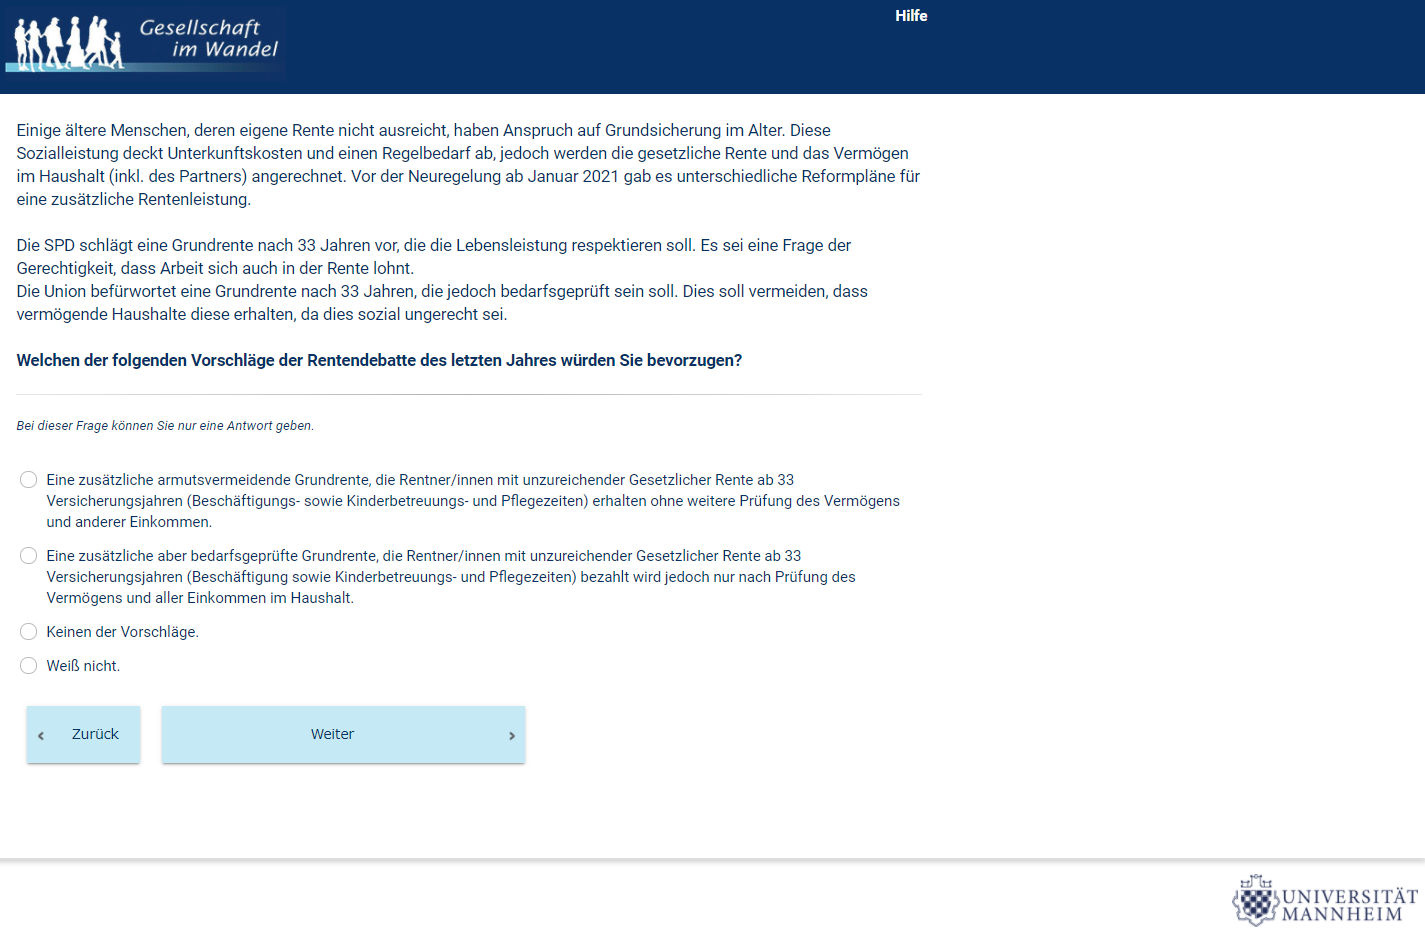 Gesellschaft
im Wandel
Hilfe
Einige ältere Menschen, deren eigene Rente nicht ausreicht, haben Anspruch auf Grundsicherung im Alter. Diese
Sozialleistung deckt Unterkunftskosten und einen Regelbedarf ab, jedoch werden die gesetzliche Rente und das Vermögen
im Haushalt (inkl. des Partners) angerechnet. Vor der Neuregelung ab Januar 2021 gab es unterschiedliche Reformpläne für
eine zusätzliche Rentenleistung.
Die SPD schlägt eine Grundrente nach 33 Jahren vor, die die Lebensleistung respektieren soll. Es sei eine Frage der
Gerechtigkeit, dass Arbeit sich auch in der Rente lohnt.
Die Union befürwortet eine Grundrente nach 33 Jahren, die jedoch bedarfsgeprüft sein soll. Dies soll vermeiden, dass
vermögende Haushalte diese erhalten, da dies sozial ungerecht sei.
Welchen der folgenden Vorschläge der Rentendebatte des letzten Jahres würden Sie bevorzugen?
Bei dieser Frage können Sie nur eine Antwort geben.
Eine zusätzliche armutsvermeidende Grundrente, die Rentner/innen mit unzureichender Gesetzlicher Rente ab 33
Versicherungsjahren (Beschäftigungs- sowie Kinderbetreuungs- und Pflegezeiten) erhalten ohne weitere Prüfung des Vermögens
und anderer Einkommen.
Eine zusätzliche aber bedarfsgeprüfte Grundrente, die Rentner/innen mit unzureichender Gesetzlicher Rente ab 33
Versicherungsjahren (Beschäftigung sowie Kinderbetreuungs- und Pflegezeiten) bezahlt wird jedoch nur nach Prüfung des
Vermögens und aller Einkommen im Haushalt.
Keinen der Vorschläge.
Weiß nicht.
‹ Zurück
Weiter ›
UNIVERSITÄT
MANNHEIM